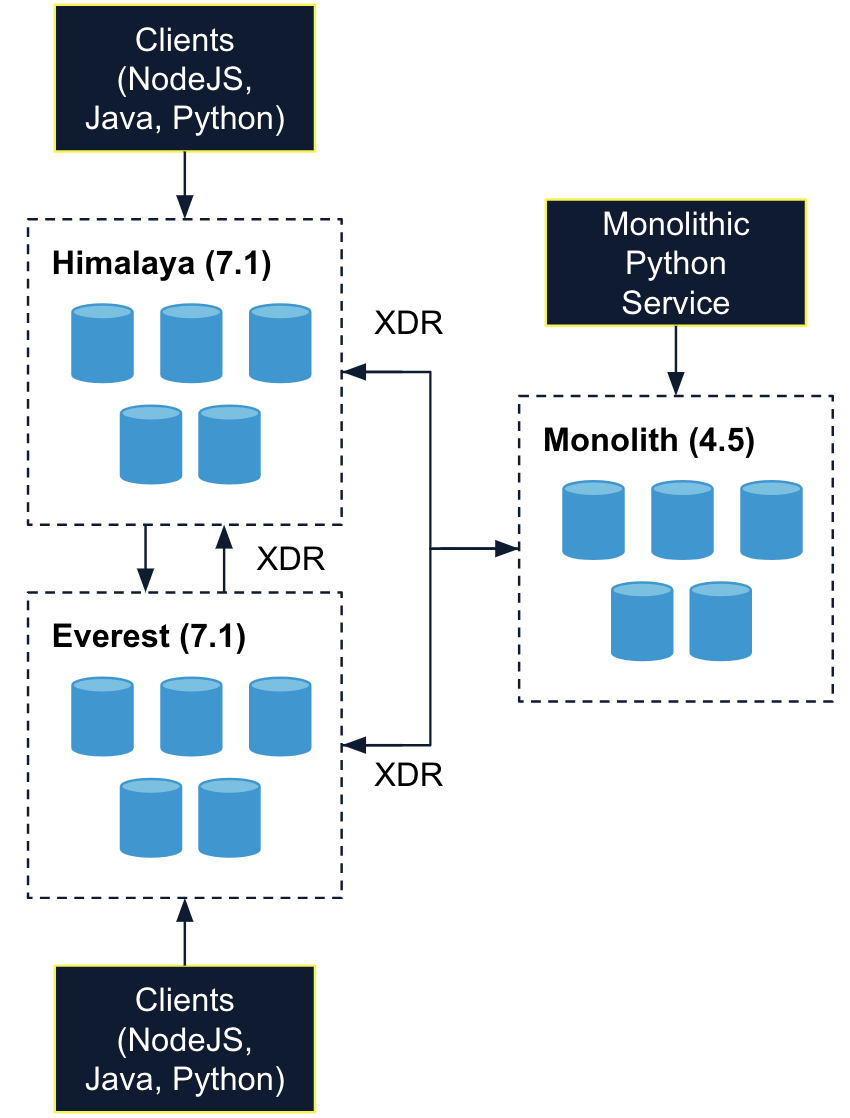 Clients
(NodeJS,
Java, Python)
Himalaya (7.1)
XDR
Monolithic
Python
Service
Monolith (4.5)
XDR
Everest (7.1)
XDR
Clients
(NodeJS,
Java, Python)